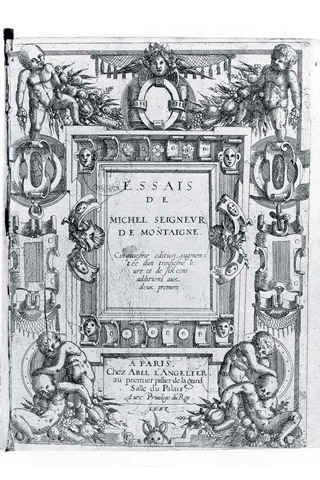 ESSAIS
DE
MICHEL SEIGNEVR
DE MONTAIGNE.
Cinquiesme edition, augmen=
tée d'un troisiesme li=
ure et de six cens
additions aux
deux premiers
A PARIS,
Chez ABEL L'ANGELIER,
au premier pillier de la grand
Salle du Palais.
Avec Privilege du Roy.